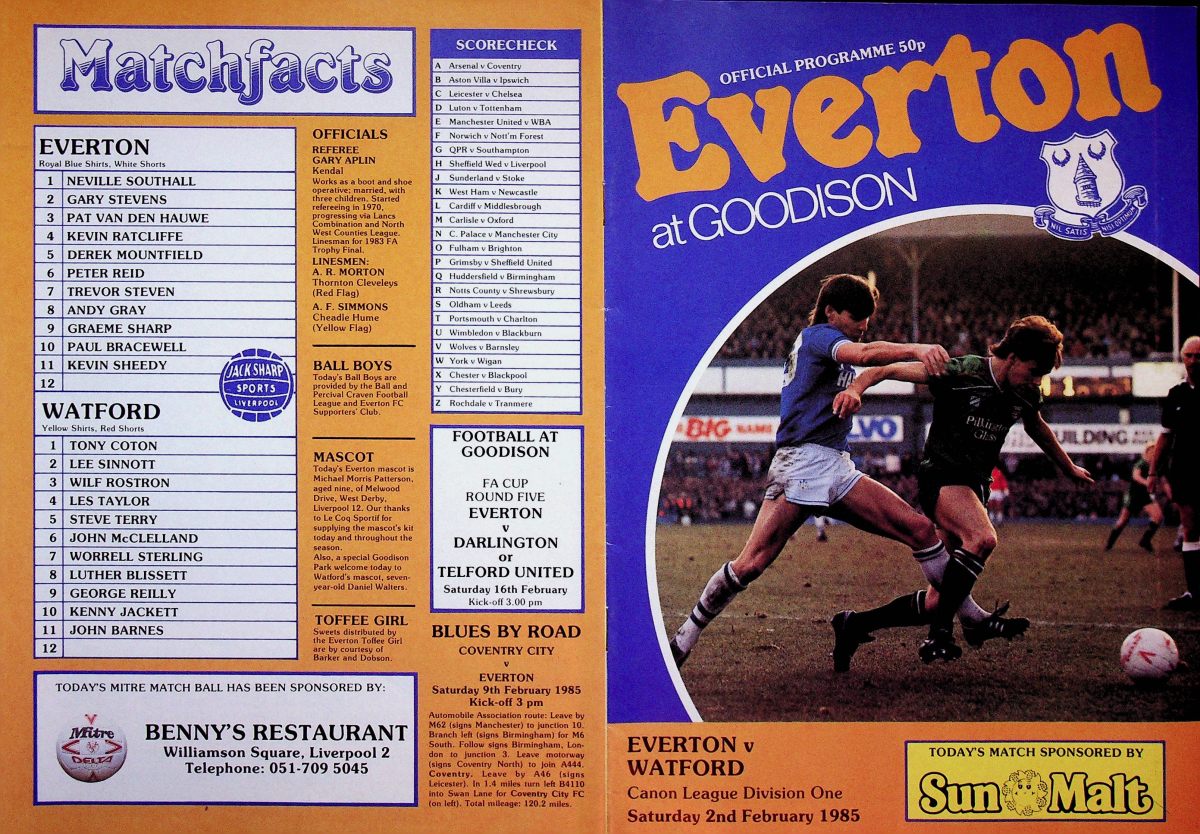 Matchfacts
EVERTON
Royal Blue Shirts, White Shorts
1 NEVILLE SOUTHALL
2 GARY STEVENS
3 PAT VAN DEN HAUWE
4 KEVIN RATCLIFFE
5 DEREK MOUNTFIELD
6 PETER REID
7 TREVOR STEVEN
8 ANDY GRAY
9 GRAEME SHARP
10 PAUL BRACEWELL
11 KEVIN SHEEDY
12
JACK SHARP
SPORTS
LIVERPOOL
WATFORD
Yellow Shirts, Red Shorts
1 TONY COTON
2 LEE SINNOTT
3 WILF ROSTRON
4 LES TAYLOR
5 STEVE TERRY
6 JOHN McCLELLAND
7 WORRELL STERLING
8 LUTHER BLISSETT
9 GEORGE REILLY
10 KENNY JACKETT
11 JOHN BARNES
12
TODAY'S MITRE MATCH BALL HAS BEEN SPONSORED BY:
Mitre
DELTA
BENNY'S RESTAURANT
Williamson Square, Liverpool 2
Telephone: 051-709 5045
OFFICIALS
REFEREE
GARY APLIN
Kendal
Works as a boot and shoe
operative; married, with
three children. Started
refereeing in 1970,
progressing via Lancs
Combination and North
West Counties League.
Linesman for 1983 FA
Trophy Final.
LINESMEN:
A. R. MORTON
Thornton Cleveleys
(Red Flag)
A. F. SIMMONS
Cheadle Hume
(Yellow Flag)
BALL BOYS
Today's Ball Boys are
provided by the Ball and
Percival Craven Football
League and Everton FC
Supporters' Club.
MASCOT
Today's Everton mascot is
Michael Morris Patterson,
aged nine, of Melwood
Drive, West Derby,
Liverpool 12. Our thanks
to Le Coq Sportif for
supplying the mascot's kit
today and throughout the
season.
Also, a special Goodison
Park welcome today to
Watford's mascot, seven-
year-old Daniel Walters.
TOFFEE GIRL
Sweets distributed by
the Everton Toffee Girl
are by courtesy of
Barker and Dobson.
SCORECHECK
A Arsenal v Coventry
B Aston Villa v Ipswich
C Leicester v Chelsea
D Luton v Tottenham
E Manchester United v WBA
F Norwich v Nott'm Forest
G QPR v Southampton
H Sheffield Wed v Liverpool
J Sunderland v Stoke
K West Ham v Newcastle
L Cardiff v Middlesbrough
M Carlisle v Oxford
N C. Palace v Manchester City
O Fulham v Brighton
P Grimsby v Sheffield United
Q Huddersfield v Birmingham
R Notts County v Shrewsbury
S Oldham v Leeds
T Portsmouth v Charlton
U Wimbledon v Blackburn
V Wolves v Barnsley
W York v Wigan
X Chester v Blackpool
Y Chesterfield v Bury
Z Rochdale v Tranmere
FOOTBALL AT
GOODISON
FA CUP
ROUND FIVE
EVERTON
v
DARLINGTON
or
TELFORD UNITED
Saturday 16th February
Kick-off 3.00 pm
BLUES BY ROAD
COVENTRY CITY
v
EVERTON
Saturday 9th February 1985
Kick-off 3 pm
Automobile Association route: Leave by
M62 (signs Manchester) to junction 10.
Branch left (signs Birmingham) for M6
South. Follow signs Birmingham, Lon-
don to junction 3. Leave motorway
(signs Coventry North) to join A444.
Coventry. Leave by A46 (signs
Leicester). In 1.4 miles turn left B4110
into Swan Lane for Coventry City FC
(on left). Total mileage: 120.2 miles.
OFFICIAL PROGRAMME 50p
Everton
at GOODISON
NIL SATIS NISI OPTIMUM
BIG NAME
VO
BUILDING
Pilkington
Glass
EVERTON v
WATFORD
Canon League Division One
Saturday 2nd February 1985
TODAY'S MATCH SPONSORED BY
Sun Malt